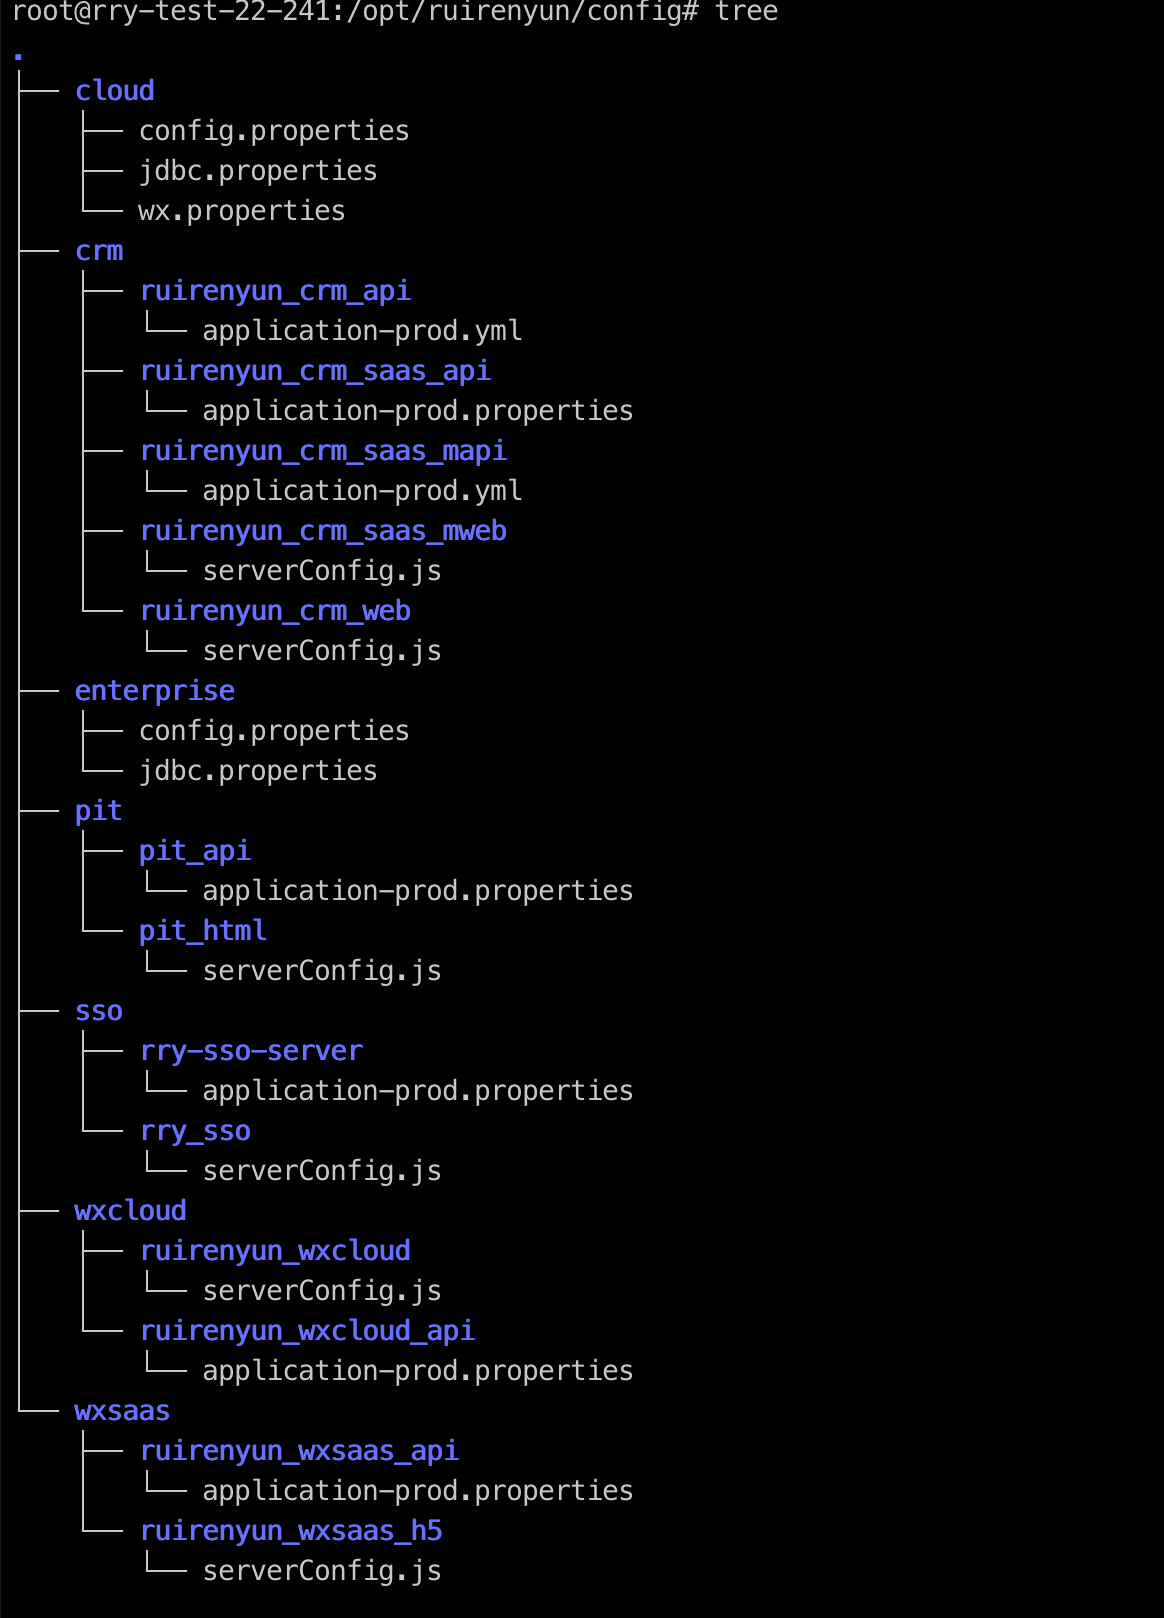 root@rry-test-22-241:/opt/ruirenyun/config# tree
.
├── cloud
│   ├── config.properties
│   ├── jdbc.properties
│   └── wx.properties
├── crm
│   ├── ruirenyun_crm_api
│   │   └── application-prod.yml
│   ├── ruirenyun_crm_saas_api
│   │   └── application-prod.properties
│   ├── ruirenyun_crm_saas_mapi
│   │   └── application-prod.yml
│   ├── ruirenyun_crm_saas_mweb
│   │   └── serverConfig.js
│   └── ruirenyun_crm_web
│       └── serverConfig.js
├── enterprise
│   ├── config.properties
│   └── jdbc.properties
├── pit
│   ├── pit_api
│   │   └── application-prod.properties
│   └── pit_html
│       └── serverConfig.js
├── sso
│   ├── rry-sso-server
│   │   └── application-prod.properties
│   └── rry_sso
│       └── serverConfig.js
├── wxcloud
│   ├── ruirenyun_wxcloud
│   │   └── serverConfig.js
│   └── ruirenyun_wxcloud_api
│       └── application-prod.properties
└── wxsaas
    ├── ruirenyun_wxsaas_api
    │   └── application-prod.properties
    └── ruirenyun_wxsaas_h5
        └── serverConfig.js